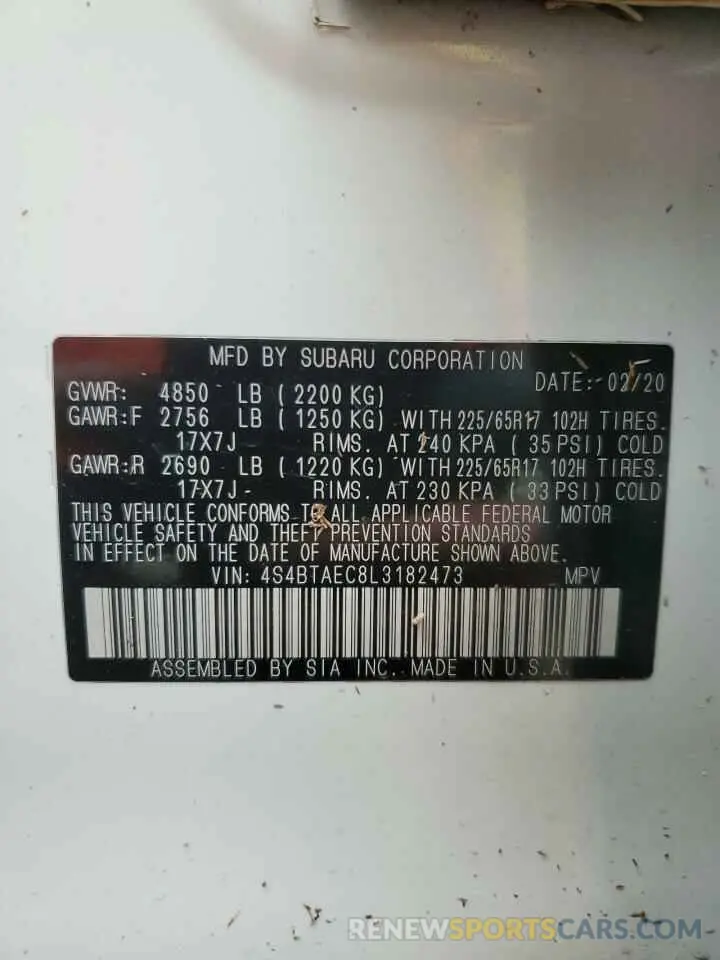 MFD BY SUBARU CORPORATION
DATE: 02/20
GVWR: 4850 LB ( 2200 KG)
GAWR:F 2756 LB ( 1250 KG) WITH 225/65R17 102H TIRES.
17X7J RIMS. AT 240 KPA ( 35 PSI) COLD
GAWR:R 2690 LB ( 1220 KG) WITH 225/65R17 102H TIRES.
17X7J RIMS. AT 230 KPA ( 33 PSI) COLD
THIS VEHICLE CONFORMS TO ALL APPLICABLE FEDERAL MOTOR
VEHICLE SAFETY AND THEFT PREVENTION STANDARDS
IN EFFECT ON THE DATE OF MANUFACTURE SHOWN ABOVE.
VIN: 4S4BTAEC8L3182473 MPV
ASSEMBLED BY SIA INC. MADE IN U.S.A.
RENEWSPORTSCARS.COM